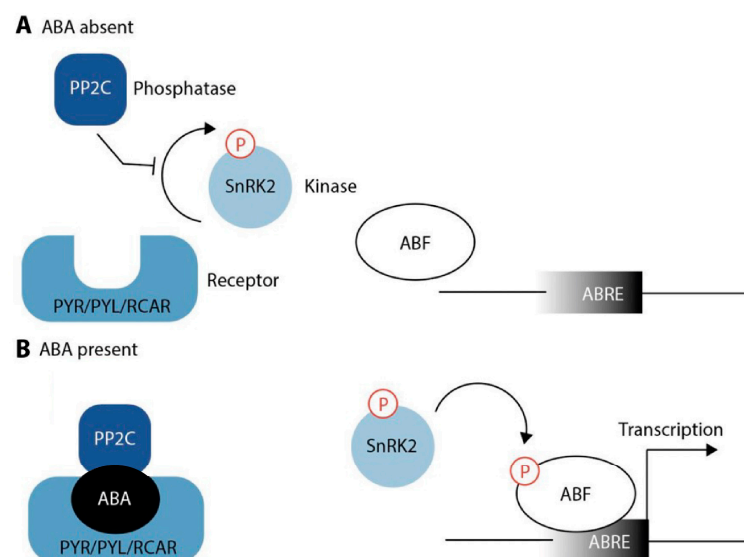 A ABA absent
PP2C Phosphatase
P
SnRK2 Kinase
ABF
Receptor
PYR/PYL/RCAR
ABRE
B ABA present
P
SnRK2
PP2C
Transcription
P
ABF
ABA
PYR/PYL/RCAR
ABRE